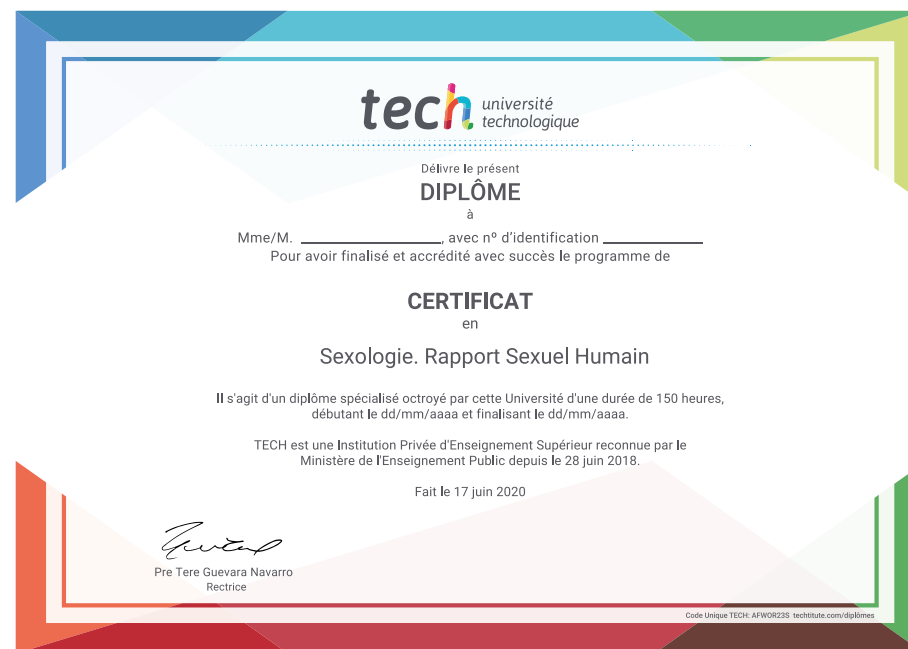 tech université
technologique
Délivre le présent
DIPLÔME
à
Mme/M. ____________________, avec nº d'identification ______________
Pour avoir finalisé et accrédité avec succès le programme de
CERTIFICAT
en
Sexologie. Rapport Sexuel Humain
Il s'agit d'un diplôme spécialisé octroyé par cette Université d'une durée de 150 heures,
débutant le dd/mm/aaaa et finalisant le dd/mm/aaaa.
TECH est une Institution Privée d'Enseignement Supérieur reconnue par le
Ministère de l'Enseignement Public depuis le 28 juin 2018.
Fait le 17 juin 2020
Pre Tere Guevara Navarro
Rectrice
Code Unique TECH: AFWOR23S techtitute.com/diplômes